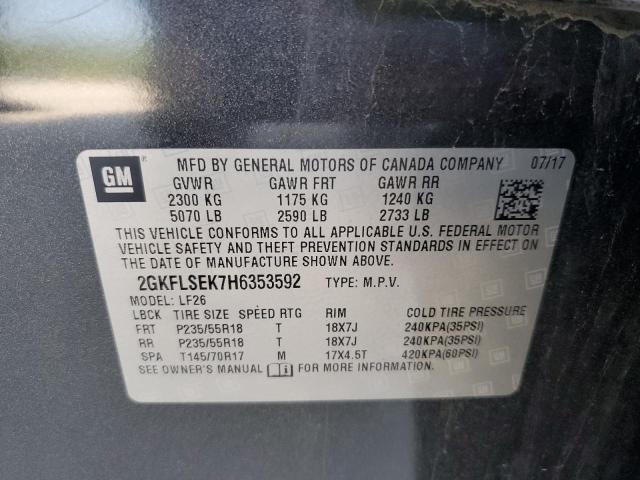 GM
MFD BY GENERAL MOTORS OF CANADA COMPANY 07/17
GVWR GAWR FRT GAWR RR
2300 KG 1175 KG 1240 KG
5070 LB 2590 LB 2733 LB
THIS VEHICLE CONFORMS TO ALL APPLICABLE U.S. FEDERAL MOTOR
VEHICLE SAFETY AND THEFT PREVENTION STANDARDS IN EFFECT ON
THE DATE OF MANUFACTURE SHOWN ABOVE.
2GKFLSEK7H6353592 TYPE: M.P.V.
MODEL: LF26
LBCK TIRE SIZE SPEED RTG RIM COLD TIRE PRESSURE
FRT P235/55R18 T 18X7J 240KPA(35PSI)
RR P235/55R18 T 18X7J 240KPA(35PSI)
SPA T145/70R17 M 17X4.5T 420KPA(60PSI)
SEE OWNER'S MANUAL FOR MORE INFORMATION.